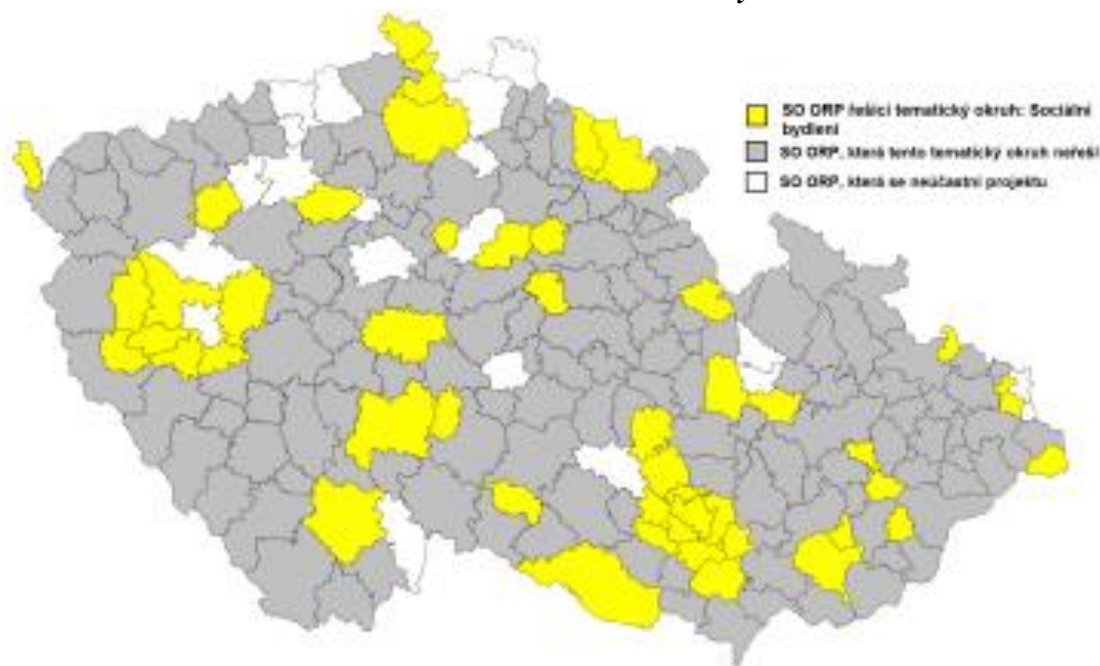 SO ORP řešící tematický okruh: Sociální
bydlení
SO ORP, která tento tematický okruh neřeší
SO ORP, která se neúčastní projektu